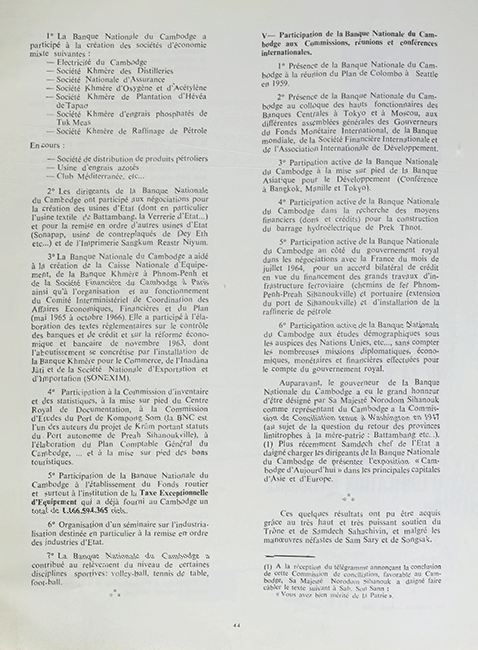 1° La Banque Nationale du Cambodge a
participé à la création des sociétés d'économie
mixte suivantes :
— Electricité du Cambodge
— Société Khmère des Distilleries
— Société Nationale d'Assurance
— Société Khmère d'Oxygène et d'Acétylène
— Société Khmère de Plantation d'Hévéa
de Tapao
— Société Khmère d'engrais phosphatés de
Tuk Meas
— Société Khmère de Raffinage de Pétrole
En cours :
— Société de distribution de produits pétroliers
— Usine d'engrais azotés
— Club Méditerranée, etc...
2° Les dirigeants de la Banque Nationale
du Cambodge ont participé aux négociations pour
la création des usines d'Etat (dont en particulier
l'usine textile de Battambang, la Verrerie d'Etat...)
et pour la remise en ordre d'autres usines d'Etat
(Sonapap, usine de contreplaqués de Dey Eth
etc...) et de l'Imprimerie Sangkum Reastr Niyum.
3° La Banque Nationale du Cambodge a aidé
à la création de la Caisse Nationale d'Equipe-
ment, de la Banque Khmère à Phnom-Penh et
de la Société Financière du Cambodge à Paris
ainsi qu'à l'organisation et au fonctionnement
du Comité Interministériel de Coordination des
Affaires Economiques, Financières et du Plan
(mai 1965 à octobre 1966). Elle a participé à l'éla-
boration des textes réglementaires sur le contrôle
des banques et de crédit et sur la réforme écono-
mique et bancaire de novembre 1963, dont
l'aboutissement se concrétise par l'installation de
la Banque Khmère pour le Commerce, de l'Inadana
Jati et de la Société Nationale d'Exportation et
d'Importation (SONEXIM).
4° Participation à la Commission d'inventaire
et des statistiques, à la mise sur pied du Centre
Royal de Documentation, à la Commission
d'Etudes du Port de Kompong Som (la BNC est
l'un des auteurs du projet de Kram portant statuts
du Port autonome de Preah Sihanoukville), à
l'élaboration du Plan Comptable Général du
Cambodge, ... et à la mise sur pied des bons
touristiques.
5° Participation de la Banque Nationale du
Cambodge à l'établissement du Fonds routier
et surtout à l'institution de la Taxe Exceptionnelle
d'Equipement qui a déjà fourni au Cambodge un
total de 1.166.594.365 riels.
6° Organisation d'un séminaire sur l'industria-
lisation destinée en particulier à la remise en ordre
des industries d'Etat.
7° La Banque Nationale du Cambodge a
contribué au relèvement du niveau de certaines
disciplines sportives: volley-ball, tennis de table,
foot-ball.
V— Participation de la Banque Nationale du Cam-
bodge aux Commissions, réunions et conférences
internationales.
1° Présence de la Banque Nationale du Cam-
bodge à la réunion du Plan de Colombo à Seattle
en 1959.
2° Présence de la Banque Nationale du Cam-
bodge au colloque des hauts fonctionnaires des
Banques Centrales à Tokyo et à Moscou, aux
différentes assemblées générales des Gouverneurs
du Fonds Monétaire International, de la Banque
mondiale, de la Société Financière Internationale et
de l'Association Internationale de Développement.
3° Partipation active de la Banque Nationale
du Cambodge à la mise sur pied de la Banque
Asiatique pour le Développement (Conférence
à Bangkok, Manille et Tokyo).
4° Participation active de la Banque Nationale
du Cambodge dans la recherche des moyens
financiers (dons et crédits) pour la construction
du barrage hydroélectrique de Prek Thnot.
5° Participation active de la Banque Nationale
du Cambodge au côté du gouvernement royal
dans les négociations avec la France du mois de
juillet 1964, pour un accord bilatéral de crédit
en vue du financement des grands travaux d'in-
frastructure ferroviaire (chemins de fer Phnom-
Penh-Preah Sihanoukville) et portuaire (extension
du port de Sihanoukville) et d'installation de la
raffinerie de pétrole.
6° Participation active de la Banque Nationale
du Cambodge aux études démographiques sous
les auspices des Nations Unies, etc..., sans compter
les nombreuses missions diplomatiques, écono-
miques, monétaires et financières effectuées pour
le compte du gouvernement royal.
Auparavant, le gouverneur de la Banque
Nationale du Cambodge a eu le grand honneur
d'être désigné par Sa Majesté Norodom Sihanouk
comme représentant du Cambodge a la Commis-
sion de Conciliation tenue à Washington en 1947
(au sujet de la question du retour des provinces
limitrophes à la mère-patrie : Battambang etc..).
(1) Plus récemment Samdech chef de l'Etat a
daigné charger les dirigeants de la Banque Nationale
du Cambodge de présenter l'exposition « Cam-
bodge d'Aujourd'hui » dans les principales capitales
d'Asie et d'Europe.
Ces quelques résultats ont pu être acquis
grâce au très haut et très puissant soutien du
Trône et de Samdech Sahachivin, et malgré les
manœuvres néfastes de Sam Sary et de Songsak.
(1) A la réception du télégramme annonçant la conclusion
de cette Commission de conciliation, favorable au Cam-
bodge, Sa Majesté Norodom Sihanouk a daigné faire
câbler le texte suivant à Son Sann :
« Vous avez bien mérité de la Patrie ».
44